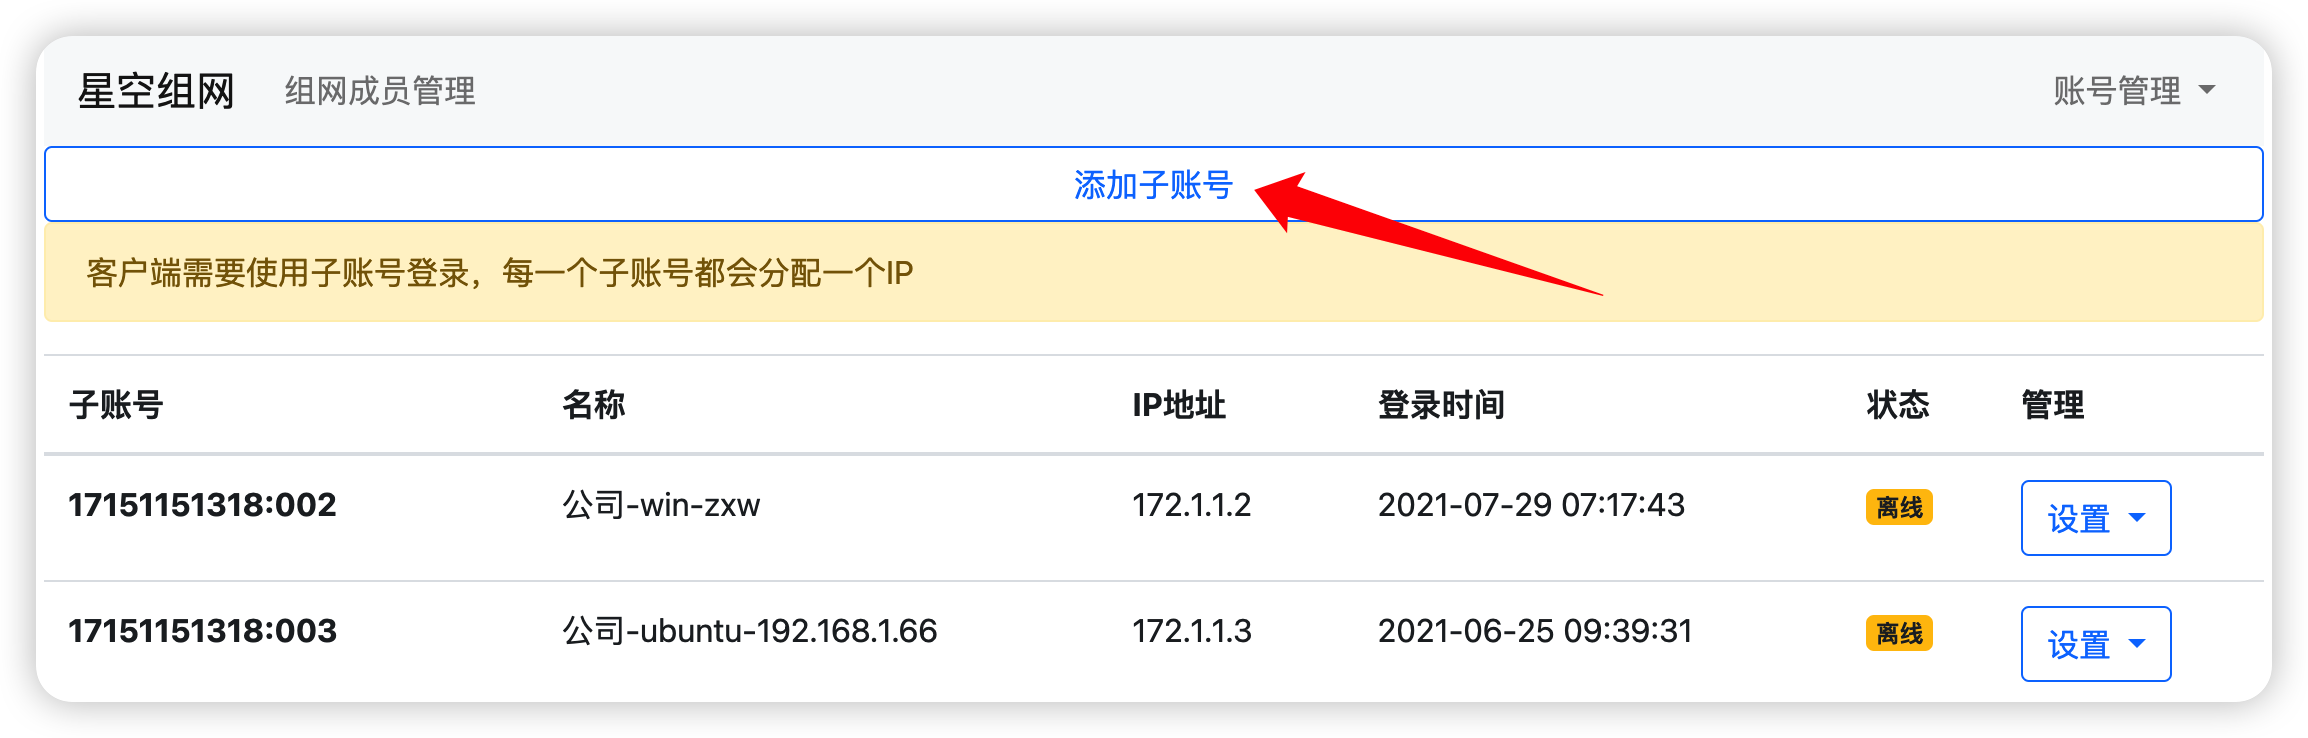 星空组网 组网成员管理 账号管理
添加子账号
客户端需要使用子账号登录，每一个子账号都会分配一个IP
子账号 名称 IP地址 登录时间 状态 管理
17151151318:002 公司-win-zxw 172.1.1.2 2021-07-29 07:17:43 离线 设置
17151151318:003 公司-ubuntu-192.168.1.66 172.1.1.3 2021-06-25 09:39:31 离线 设置